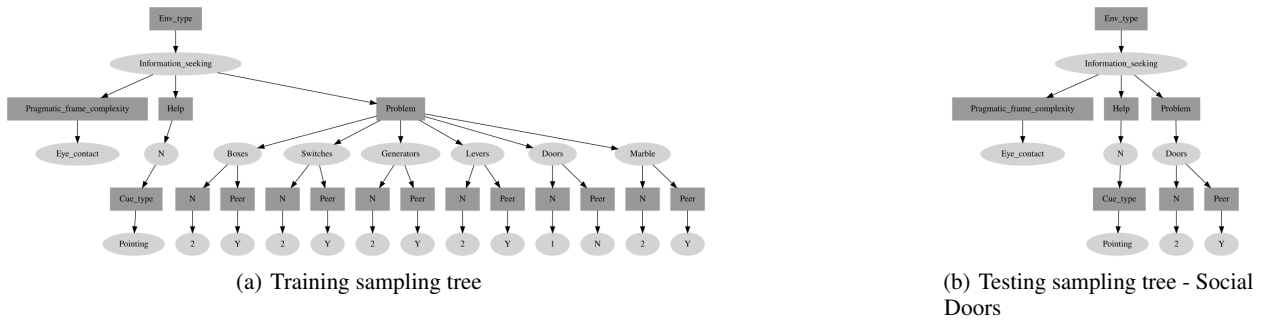 Env_type
Information_seeking
Pragmatic_frame_complexity Help Problem
Eye_contact N Boxes Switches Generators Levers Doors Marble
Cue_type N Peer N Peer N Peer N Peer N Peer N Peer
Pointing 2 Y 2 Y 2 Y 2 Y 1 N 2 Y
(a) Training sampling tree
Env_type
Information_seeking
Pragmatic_frame_complexity Help Problem
Eye_contact N Doors
Cue_type N Peer
Pointing 2 Y
(b) Testing sampling tree - Social
Doors